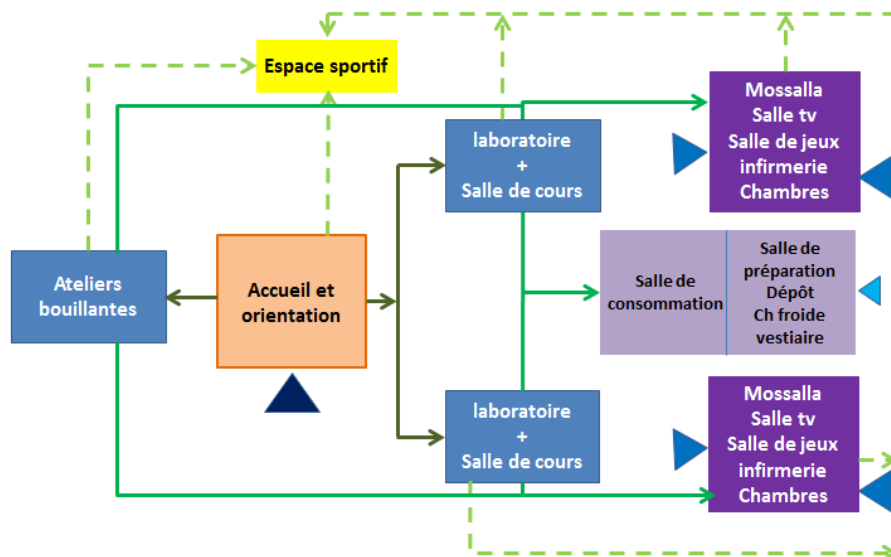 Espace sportif
Mossalla
Salle tv
Salle de jeux
infirmerie
Chambres
laboratoire
+
Salle de cours
Ateliers
bouillantes
Accueil et
orientation
Salle de
consommation
Salle de
préparation
Dépôt
Ch froide
vestiaire
laboratoire
+
Salle de cours
Mossalla
Salle tv
Salle de jeux
infirmerie
Chambres